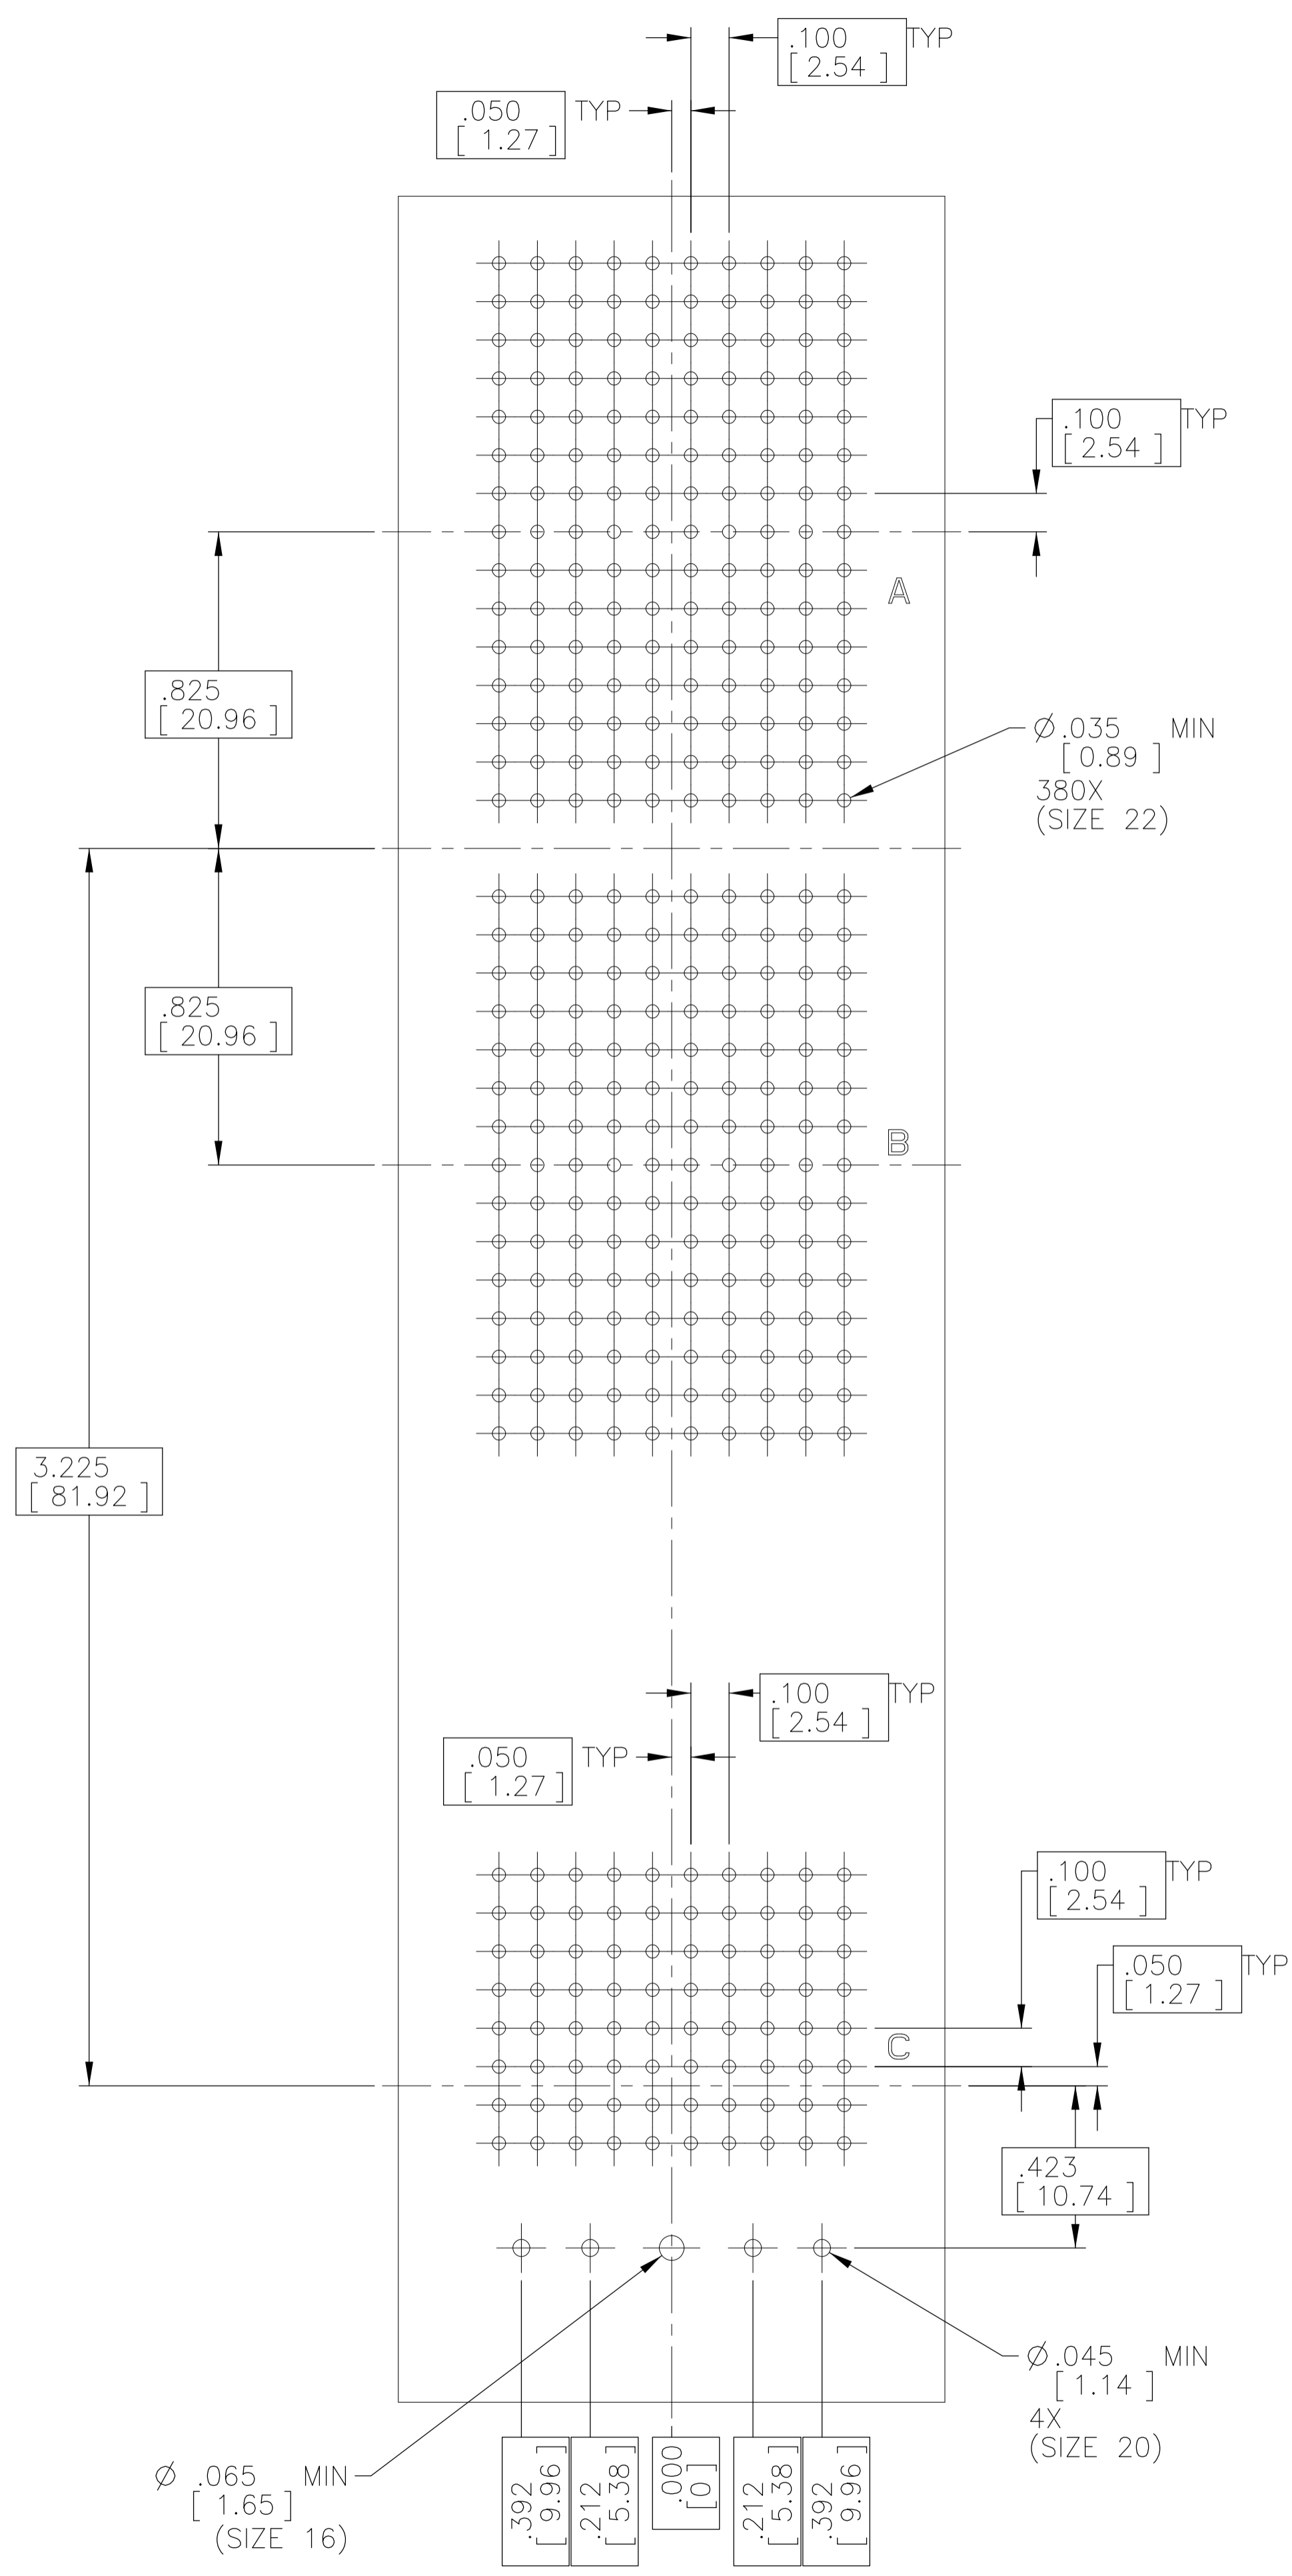 .100 TYP
[ 2.54 ]
.050 TYP
[ 1.27 ]
.100 TYP
[ 2.54 ]
A
.825
[ 20.96 ]
Ø.035 MIN
[ 0.89 ]
380X
(SIZE 22)
.825
[ 20.96 ]
B
3.225
[ 81.92 ]
.100 TYP
[ 2.54 ]
.050 TYP
[ 1.27 ]
.100 TYP
[ 2.54 ]
.050 TYP
[ 1.27 ]
C
.423
[ 10.74 ]
Ø.045 MIN
[ 1.14 ]
4X
(SIZE 20)
Ø .065 MIN
[ 1.65 ]
(SIZE 16)
.392
[ 9.96 ]
.212
[ 5.38 ]
.000
[ 0 ]
.212
[ 5.38 ]
.392
[ 9.96 ]